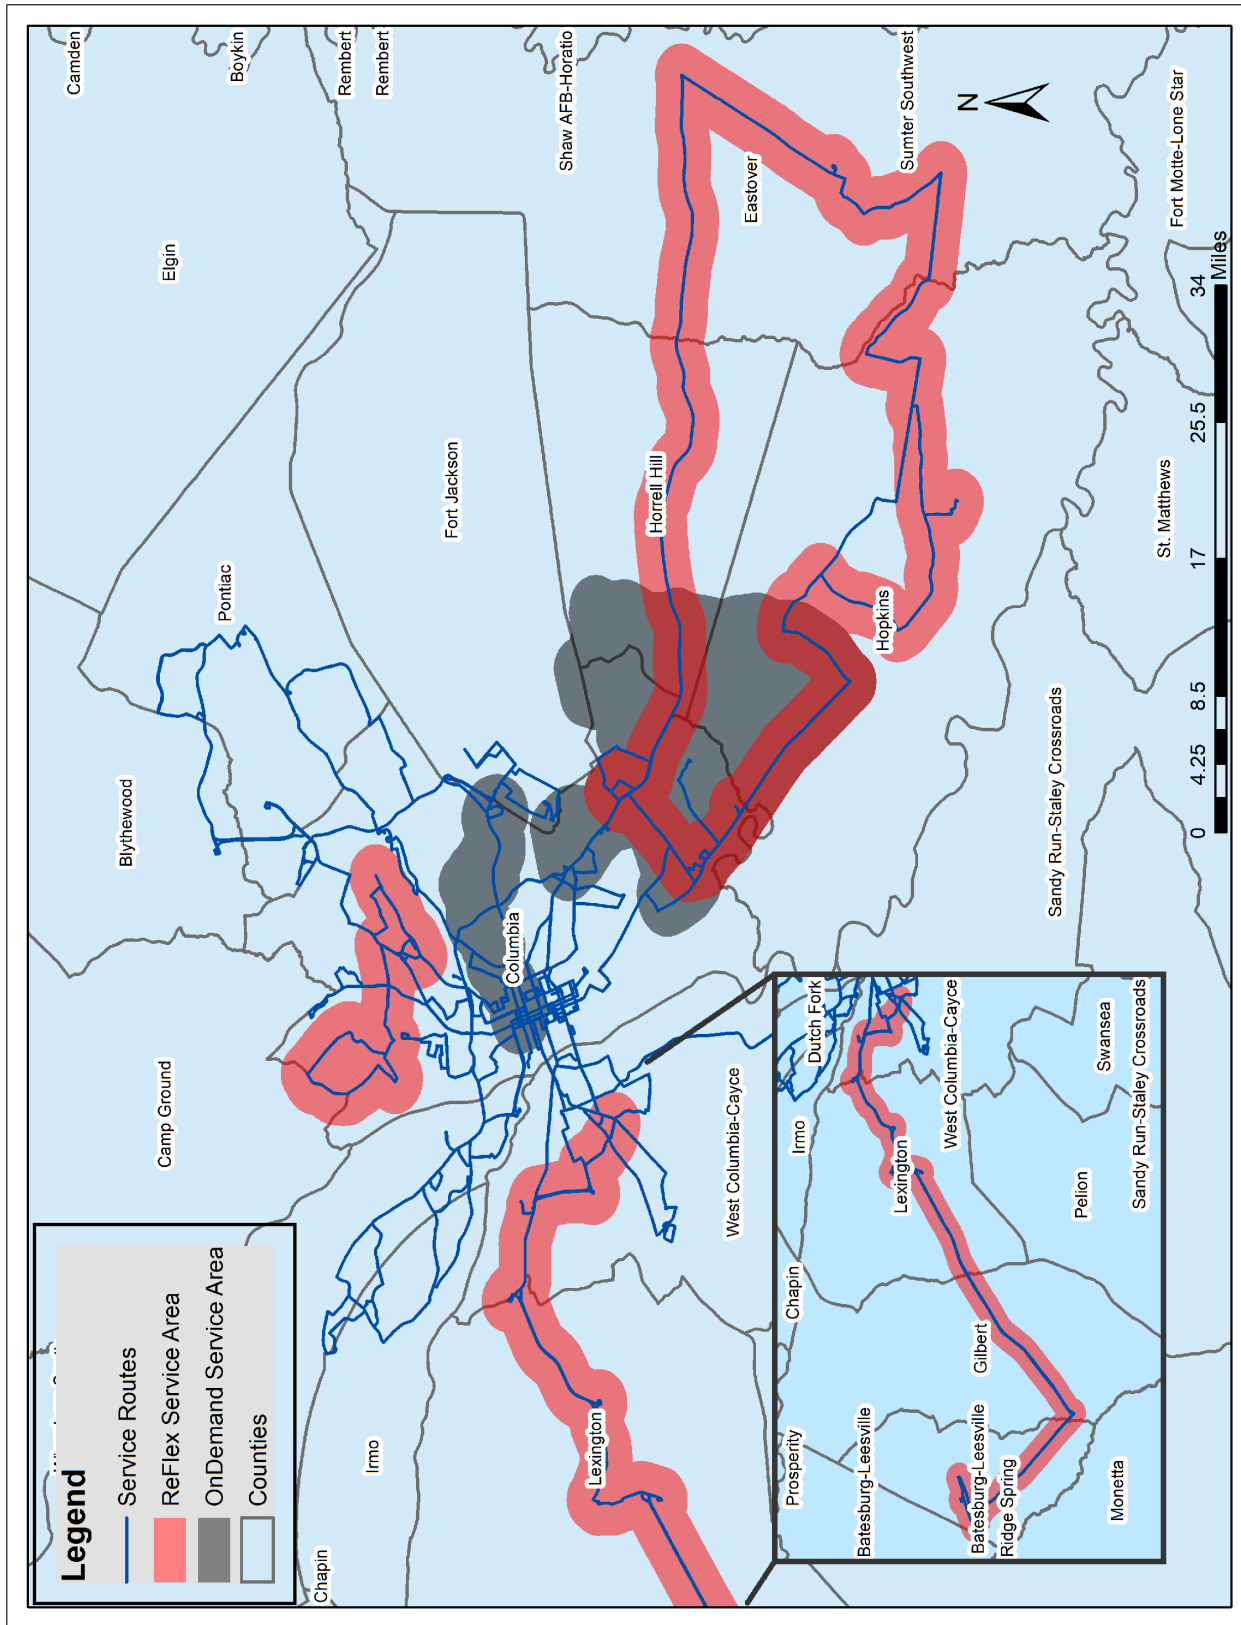 Legend
Service Routes
ReFlex Service Area
OnDemand Service Area
Counties
Camden
Boykin
Rembert
Rembert
Shaw AFB-Horatio
Sumter Southwest
Fort Motte-Lone Star
Elgin
Eastover
N
Fort Jackson
Horrell Hill
Pontiac
Hopkins
St. Matthews
Blythewood
Columbia
Sandy Run-Staley Crossroads
Camp Ground
West Columbia-Cayce
Irmo
Lexington
Chapin
0 4.25 8.5 17 25.5 34
Miles
Dutch Fork
Irmo
West Columbia-Cayce
Swansea
Lexington
Pelion
Sandy Run-Staley Crossroads
Chapin
Gilbert
Prosperity
Batesburg-Leesville
Batesburg-Leesville
Ridge Spring
Monetta